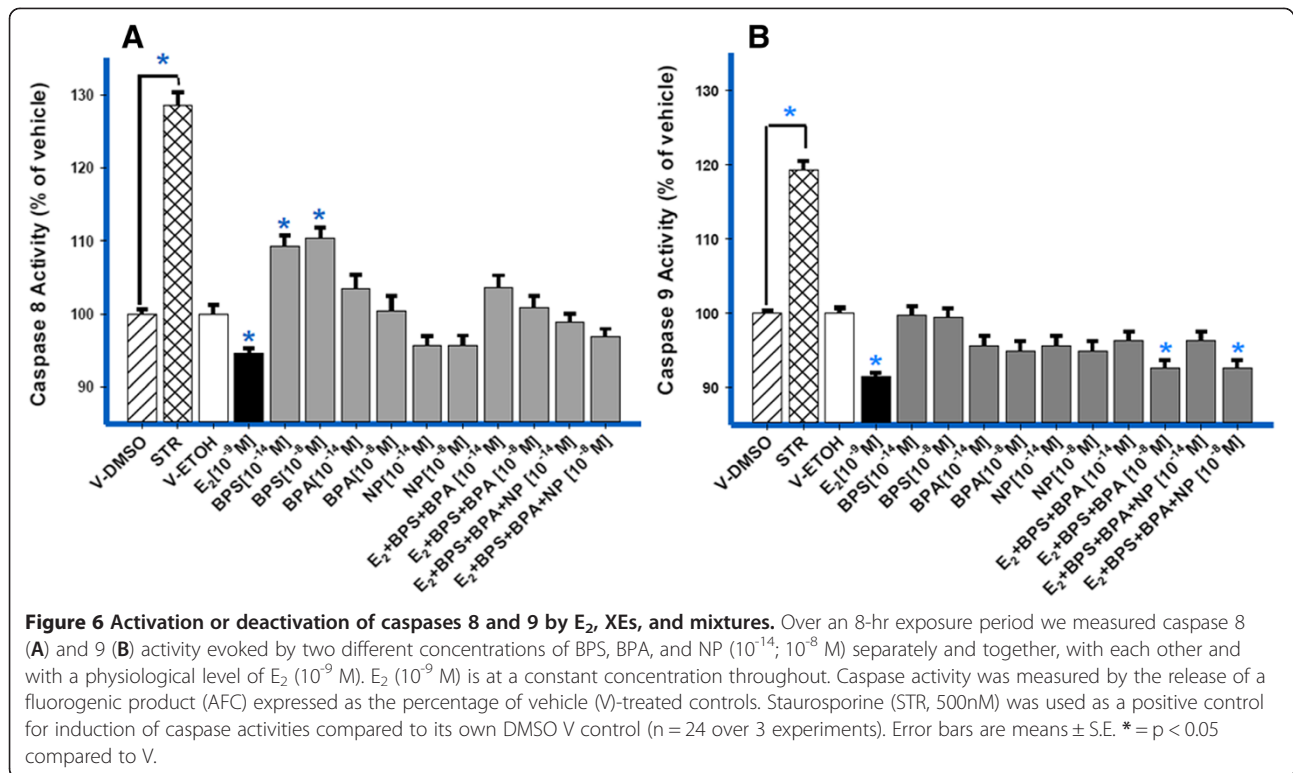 A
B
*
*
*
*
*
*
*
*
Caspase 8 Activity (% of vehicle)
130
120
110
100
90
V-DMSO
STR
V-ETOH
E₂[10⁻⁹ M]
BPS[10⁻¹⁴ M]
BPS[10⁻⁸ M]
BPA[10⁻¹⁴ M]
BPA[10⁻⁸ M]
NP[10⁻¹⁴ M]
NP[10⁻⁸ M]
E₂+BPS+BPA [10⁻¹⁴ M]
E₂+BPS+BPA [10⁻⁸ M]
E₂+BPS+BPA+NP [10⁻¹⁴ M]
E₂+BPS+BPA+NP [10⁻⁸ M]
Caspase 9 Activity (% of vehicle)
130
120
110
100
90
V-DMSO
STR
V-ETOH
E₂[10⁻⁹ M]
BPS[10⁻¹⁴ M]
BPS[10⁻⁸ M]
BPA[10⁻¹⁴ M]
BPA[10⁻⁸ M]
NP[10⁻¹⁴ M]
NP[10⁻⁸ M]
E₂+BPS+BPA [10⁻¹⁴ M]
E₂+BPS+BPA [10⁻⁸ M]
E₂+BPS+BPA+NP [10⁻¹⁴ M]
E₂+BPS+BPA+NP [10⁻⁸ M]
Figure 6 Activation or deactivation of caspases 8 and 9 by E₂, XEs, and mixtures. Over an 8-hr exposure period we measured caspase 8
(A) and 9 (B) activity evoked by two different concentrations of BPS, BPA, and NP (10⁻¹⁴; 10⁻⁸ M) separately and together, with each other and
with a physiological level of E₂ (10⁻⁹ M). E₂ (10⁻⁹ M) is at a constant concentration throughout. Caspase activity was measured by the release of a
fluorogenic product (AFC) expressed as the percentage of vehicle (V)-treated controls. Staurosporine (STR, 500nM) was used as a positive control
for induction of caspase activities compared to its own DMSO V control (n = 24 over 3 experiments). Error bars are means ± S.E. * = p < 0.05
compared to V.